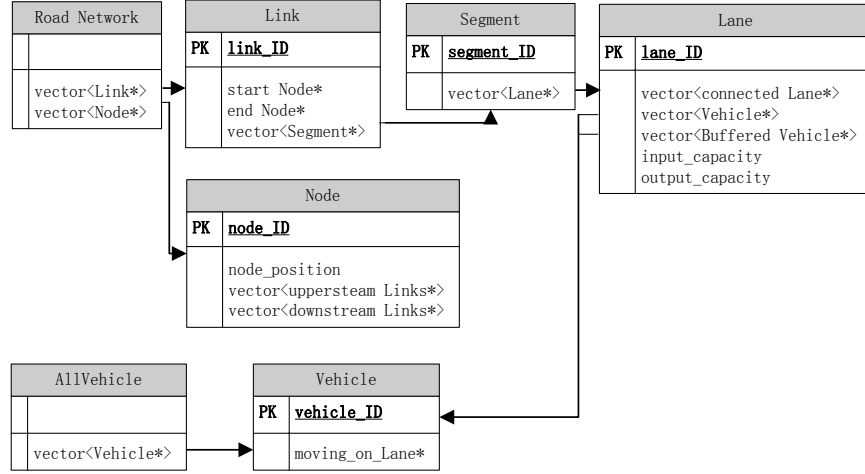 Road Network
vector<Link*>
vector<Node*>
Link
PK link_ID
start Node*
end Node*
vector<Segment*>
Segment
PK segment_ID
vector<Lane*>
Lane
PK lane_ID
vector<connected Lane*>
vector<Vehicle*>
vector<Buffered Vehicle*>
input_capacity
output_capacity
Node
PK node_ID
node_position
vector<uppersteam Links*>
vector<downstream Links*>
AllVehicle
vector<Vehicle*>
Vehicle
PK vehicle_ID
moving_on_Lane*